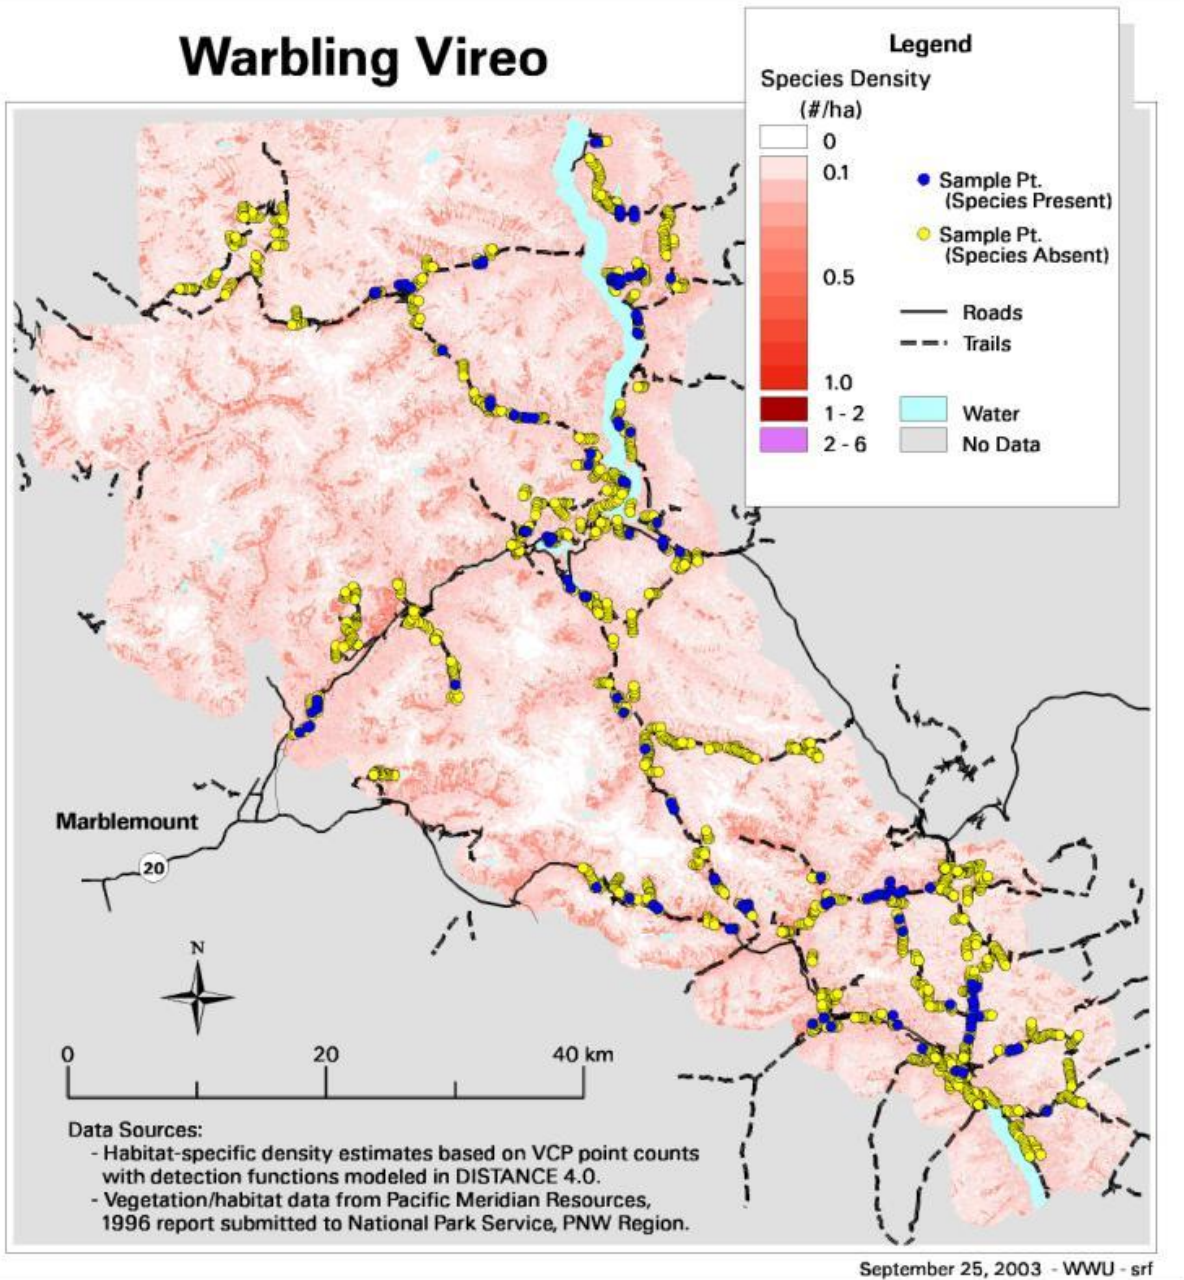 Warbling Vireo
Legend
Species Density
(#/ha)
0
0.1
0.5
1.0
1 - 2
2 - 6
Sample Pt.
(Species Present)
Sample Pt.
(Species Absent)
Roads
Trails
Water
No Data
Marblemount
20
N
0 20 40 km
Data Sources:
- Habitat-specific density estimates based on VCP point counts
with detection functions modeled in DISTANCE 4.0.
- Vegetation/habitat data from Pacific Meridian Resources,
1996 report submitted to National Park Service, PNW Region.
September 25, 2003 - WWU - srf